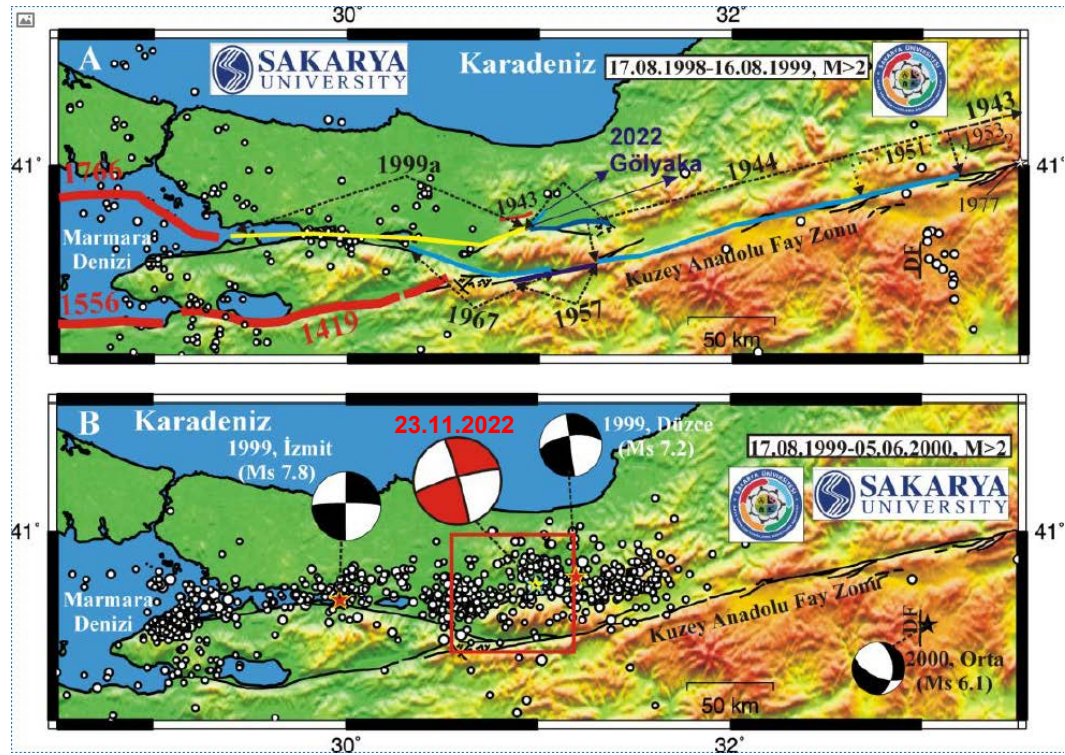 30
32
A
SAKARYA
UNIVERSITY
Karadeniz
17.08.1998-16.08.1999, M>2
1943
2022
Gölyaka
1953
1951
?
1944
41°
41°
1999a
1766
1943
1977
Marmara
Denizi
Kuzey Anadolu Fay Zonu
DF
1556
1419
1967
1957
50 km
30
32
B
Karadeniz
23.11.2022
1999, İzmit
(Ms 7.8)
1999, Düzce
(Ms 7.2)
17.08.1999-05.06.2000, M>2
SAKARYA
UNIVERSITY
41°
41°
Marmara
Denizi
Kuzey Anadolu Fay Zonu
DF
2000, Orta
(Ms 6.1)
50 km
30
32